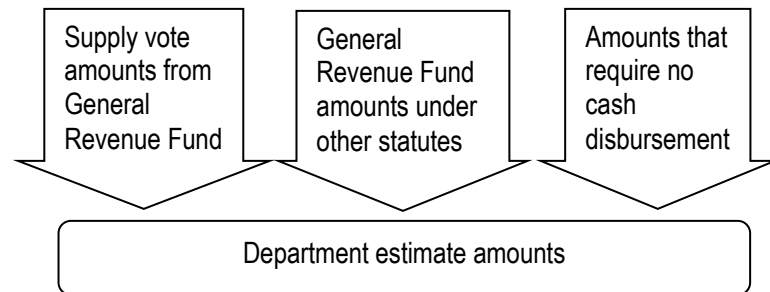 Supply vote
amounts from
General
Revenue Fund
General
Revenue Fund
amounts under
other statutes
Amounts that
require no
cash
disbursement
Department estimate amounts